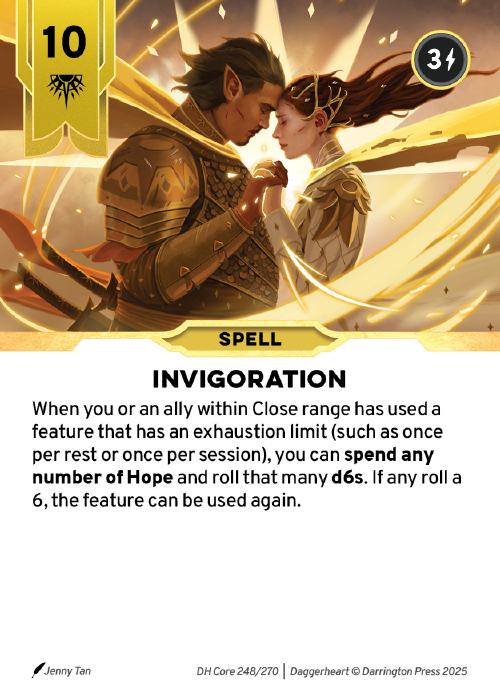 10
3
SPELL
INVIGORATION
When you or an ally within Close range has used a
feature that has an exhaustion limit (such as once
per rest or once per session), you can spend any
number of Hope and roll that many d6s. If any roll a
6, the feature can be used again.
Jenny Tan
DH Core 248/270 | Daggerheart © Darrington Press 2025